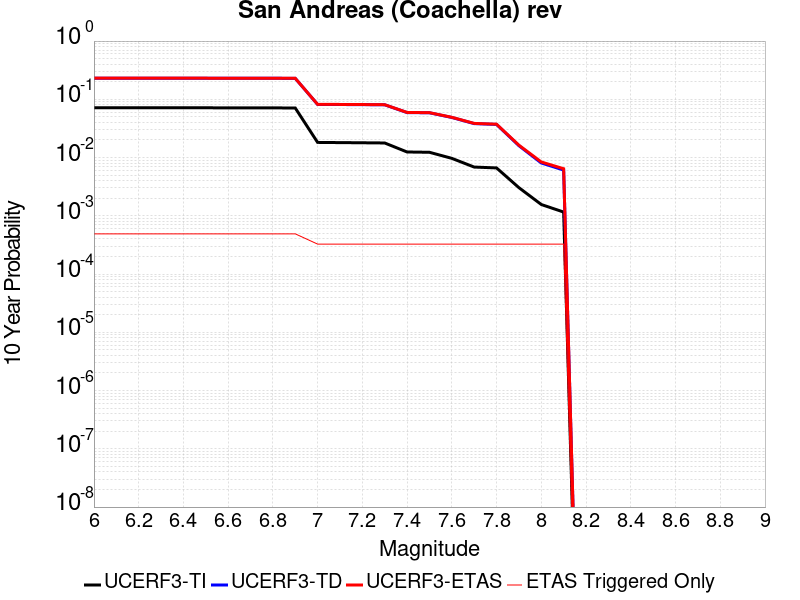 San Andreas (Coachella) rev
10^0
10^-1
10^-2
10^-3
10^-4
10^-5
10^-6
10^-7
10^-8
10 Year Probability
6 6.2 6.4 6.6 6.8 7 7.2 7.4 7.6 7.8 8 8.2 8.4 8.6 8.8 9
Magnitude
UCERF3-TI UCERF3-TD UCERF3-ETAS ETAS Triggered Only